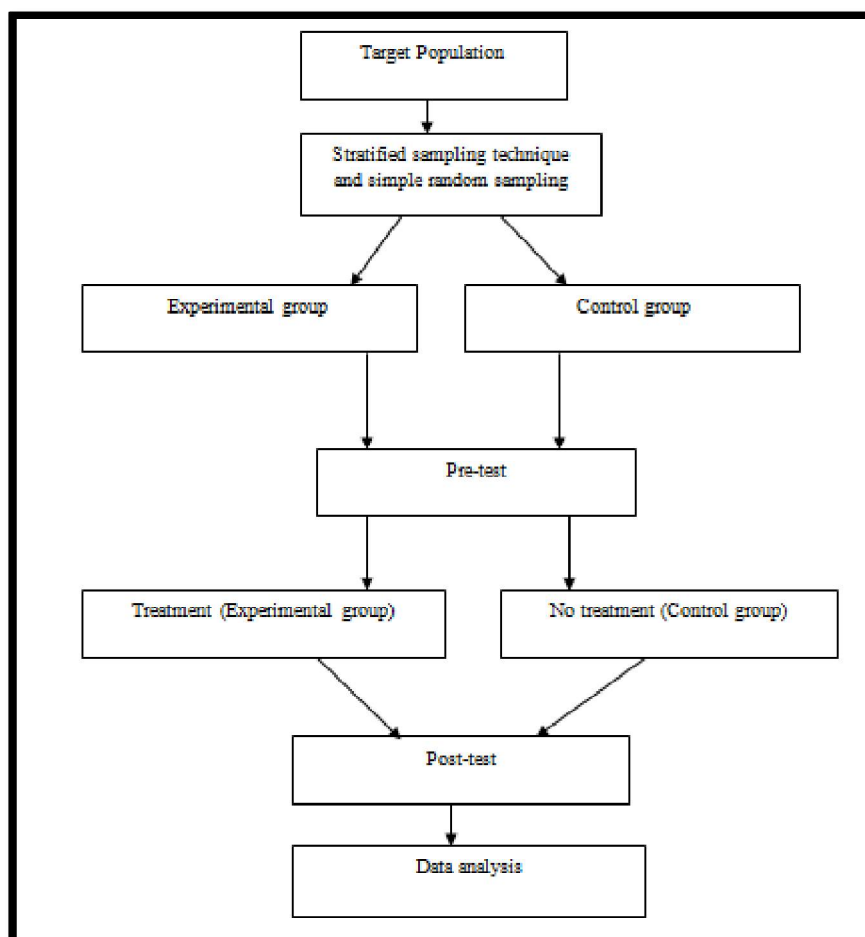 Target Population
Stratified sampling technique
and simple random sampling
Experimental group
Control group
Pre-test
Treatment (Experimental group)
No treatment (Control group)
Post-test
Data analysis